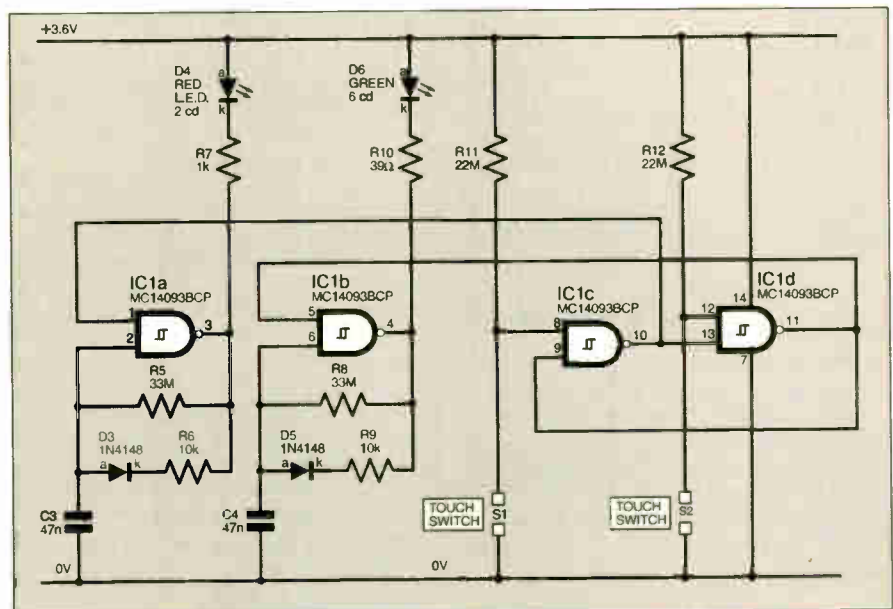 +3.6V
D4
RED
L.E.D.
2 cd
a
k
D6
GREEN
6 cd
a
k
R7
1k
R10
39Ω
R11
22M
R12
22M
IC1a
MC14093BCP
1
2
3
IC1b
MC14093BCP
5
6
4
IC1c
MC14093BCP
8
9
10
IC1d
MC14093BCP
14
12
13
11
7
R5
33M
R8
33M
D3
1N4148
a
k
R6
10k
D5
1N4148
a
k
R9
10k
C3
47n
C4
47n
TOUCH
SWITCH
S1
TOUCH
SWITCH
S2
0V
0V